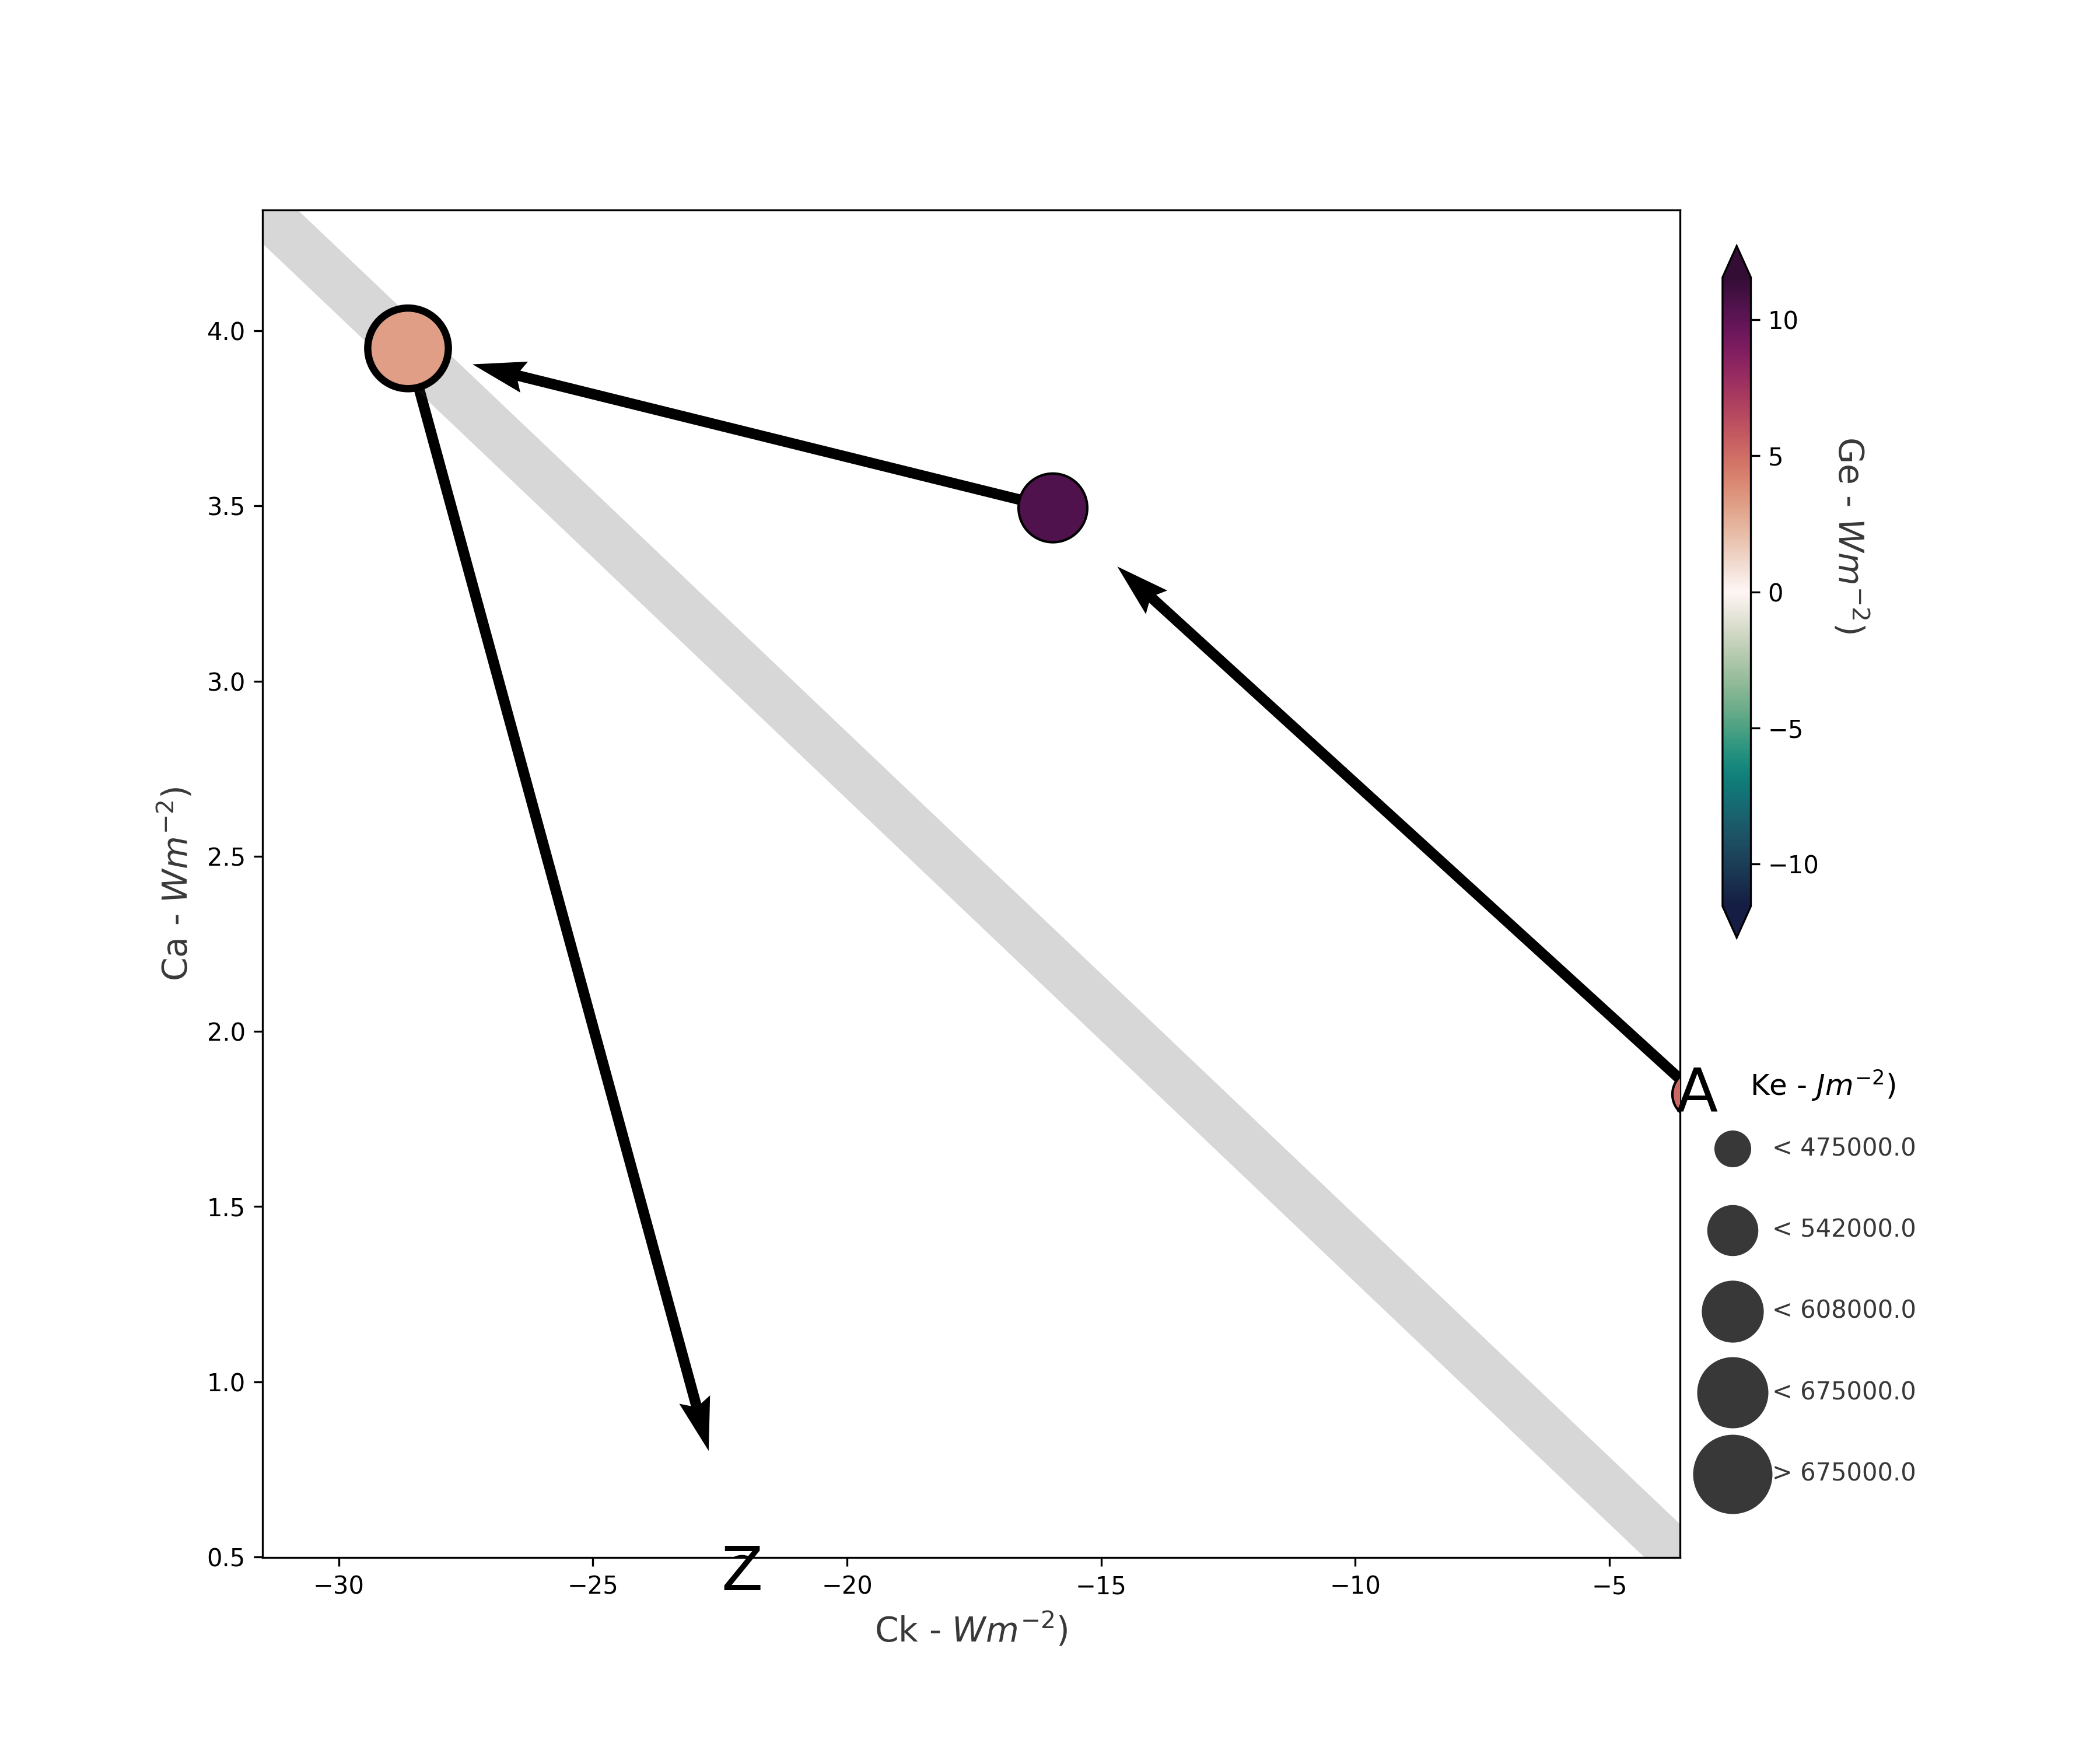 4.0
3.5
3.0
2.5
2.0
1.5
1.0
0.5
Ca - Wm⁻²)
−30 −25 −20 −15 −10 −5
Ck - Wm⁻²)
A
Z
10
5
0
−5
−10
Ge - Wm⁻²)
Ke - Jm⁻²)
< 475000.0
< 542000.0
< 608000.0
< 675000.0
> 675000.0